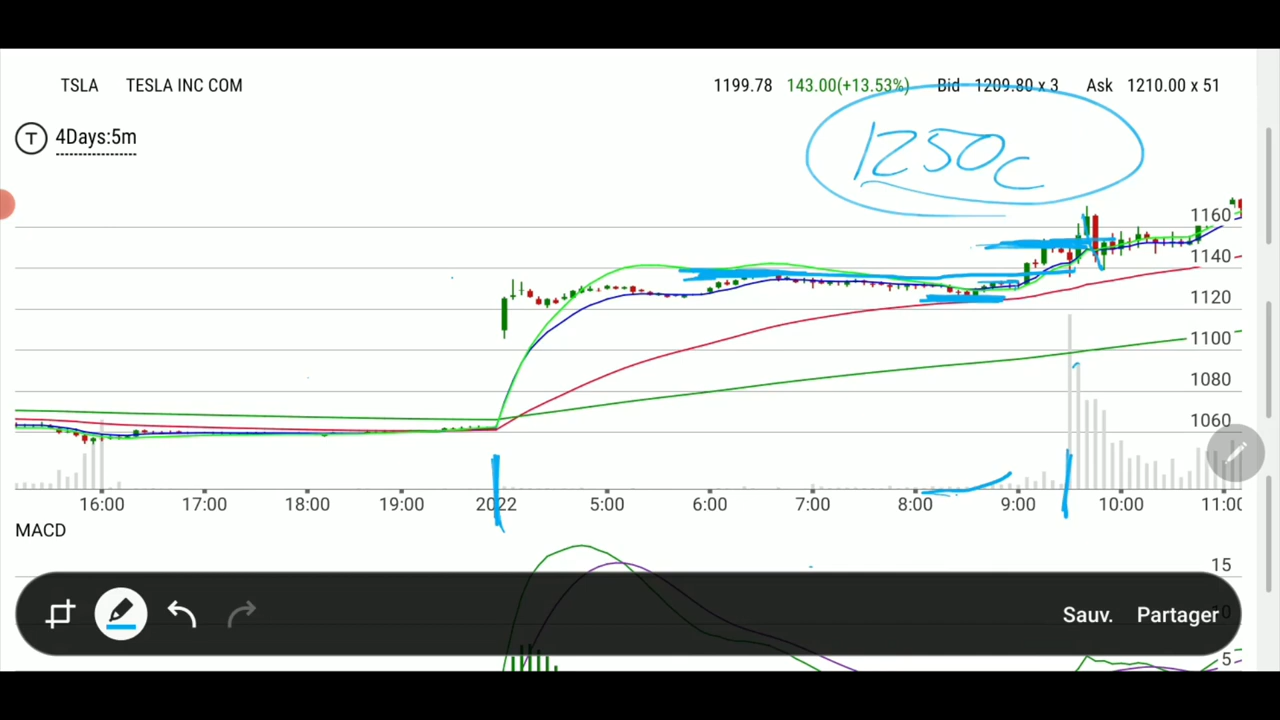 TSLA TESLA INC COM 1199.78 143.00(+13.53%) Bid 1209.80 x 3 Ask 1210.00 x 51
T 4Days:5m
1250c
1160
1140
1120
1100
1080
1060
16:00 17:00 18:00 19:00 2022 5:00 6:00 7:00 8:00 9:00 10:00 11:00
MACD
15
10
Sauv. Partager
5